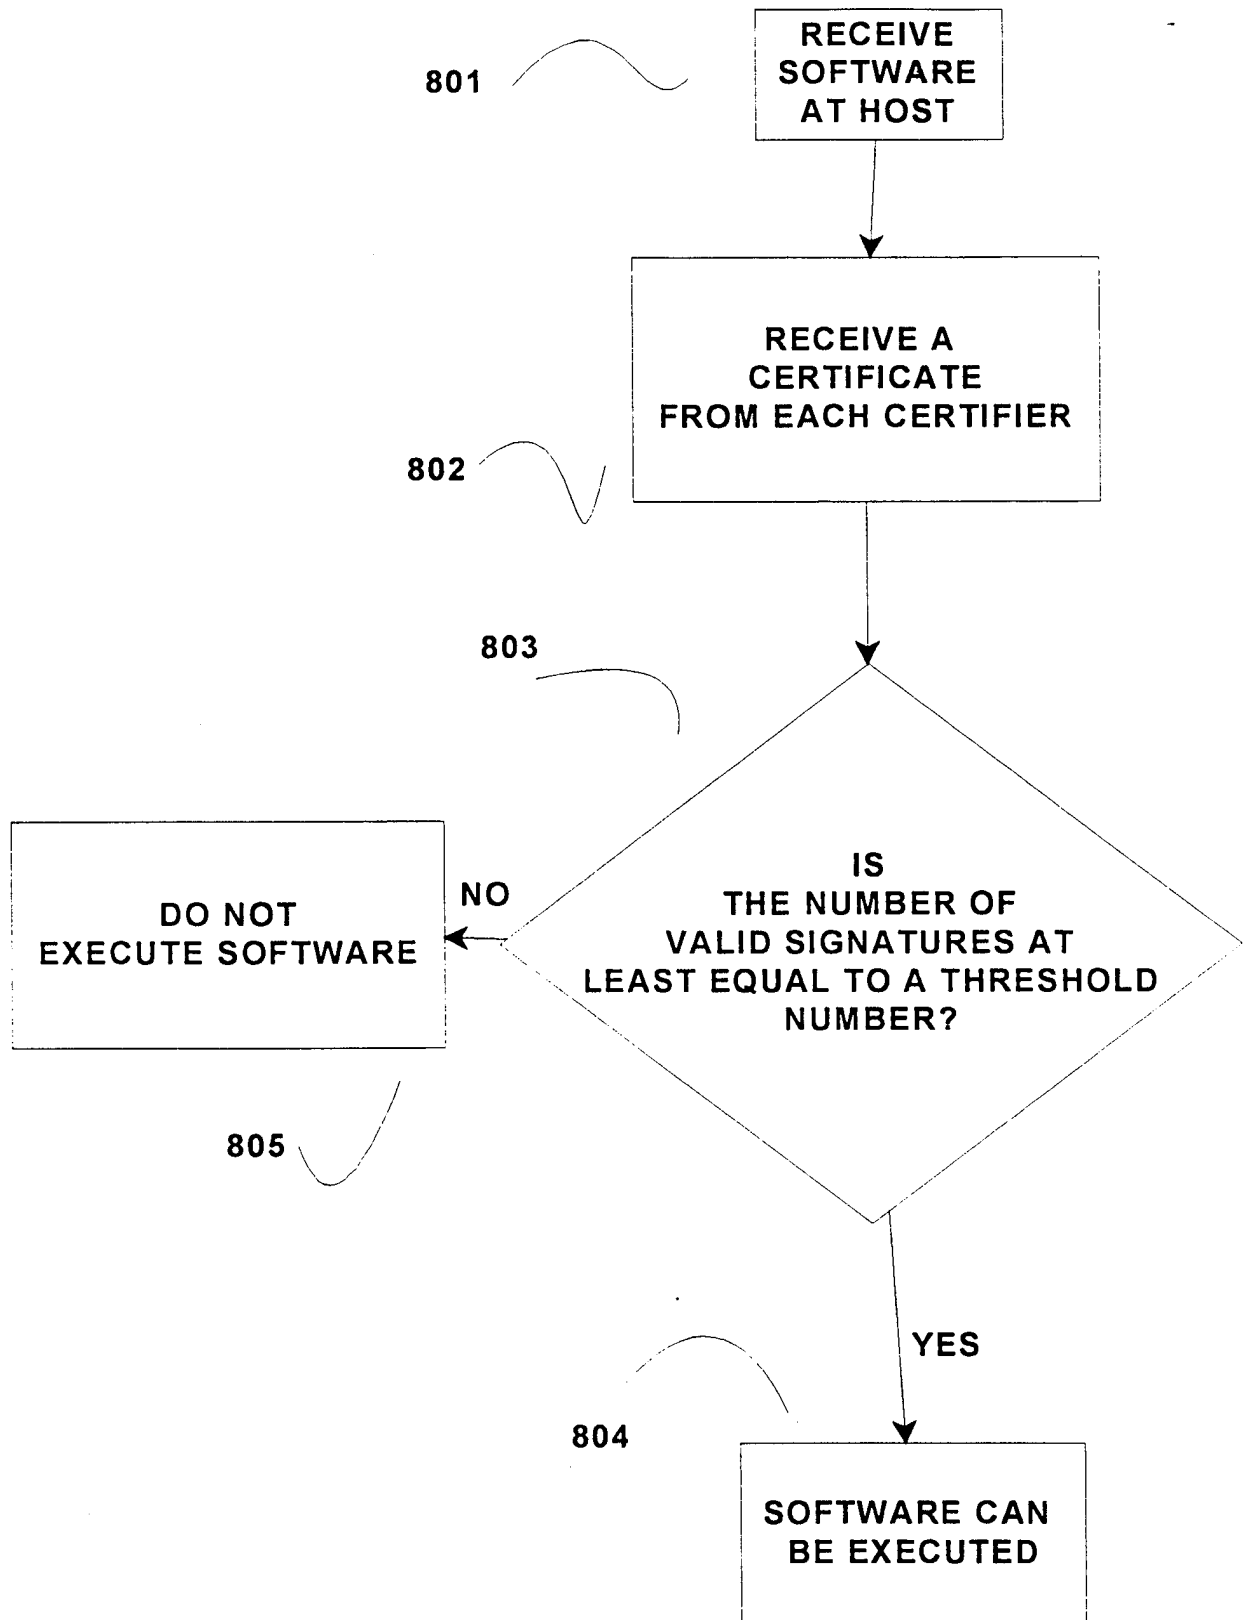 801
RECEIVE
SOFTWARE
AT HOST
RECEIVE A
CERTIFICATE
FROM EACH CERTIFIER
802
803
IS
THE NUMBER OF
VALID SIGNATURES AT
LEAST EQUAL TO A THRESHOLD
NUMBER?
NO
DO NOT
EXECUTE SOFTWARE
805
YES
804
SOFTWARE CAN
BE EXECUTED